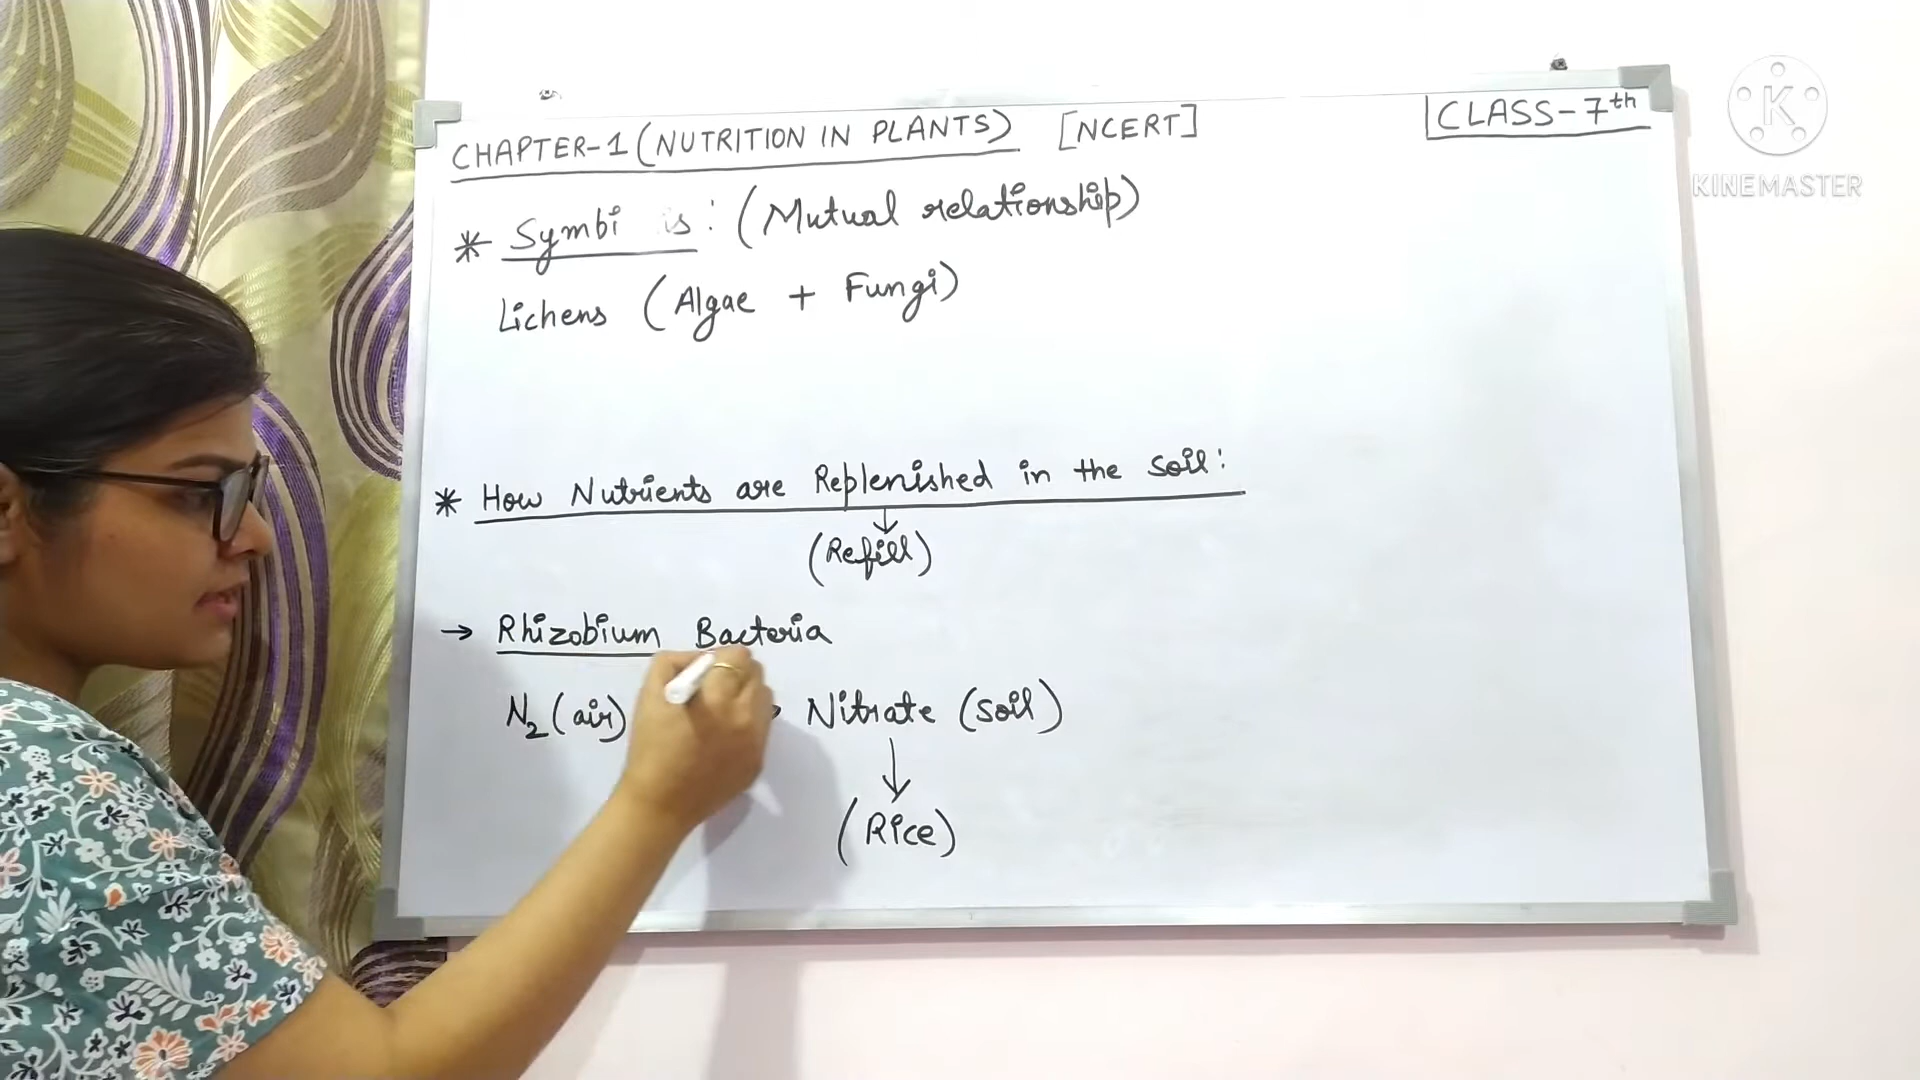 CHAPTER-1 (NUTRITION IN PLANTS) [NCERT]
CLASS-7th
* Symbi is: (Mutual relationship)
Lichens (Algae + Fungi)
* How Nutrients are Replenished in the soil:
↓
(Refill)
→ Rhizobium Bacteria
N2 (air) → Nitrate (soil)
↓
(Rice)
K
KINEMASTER